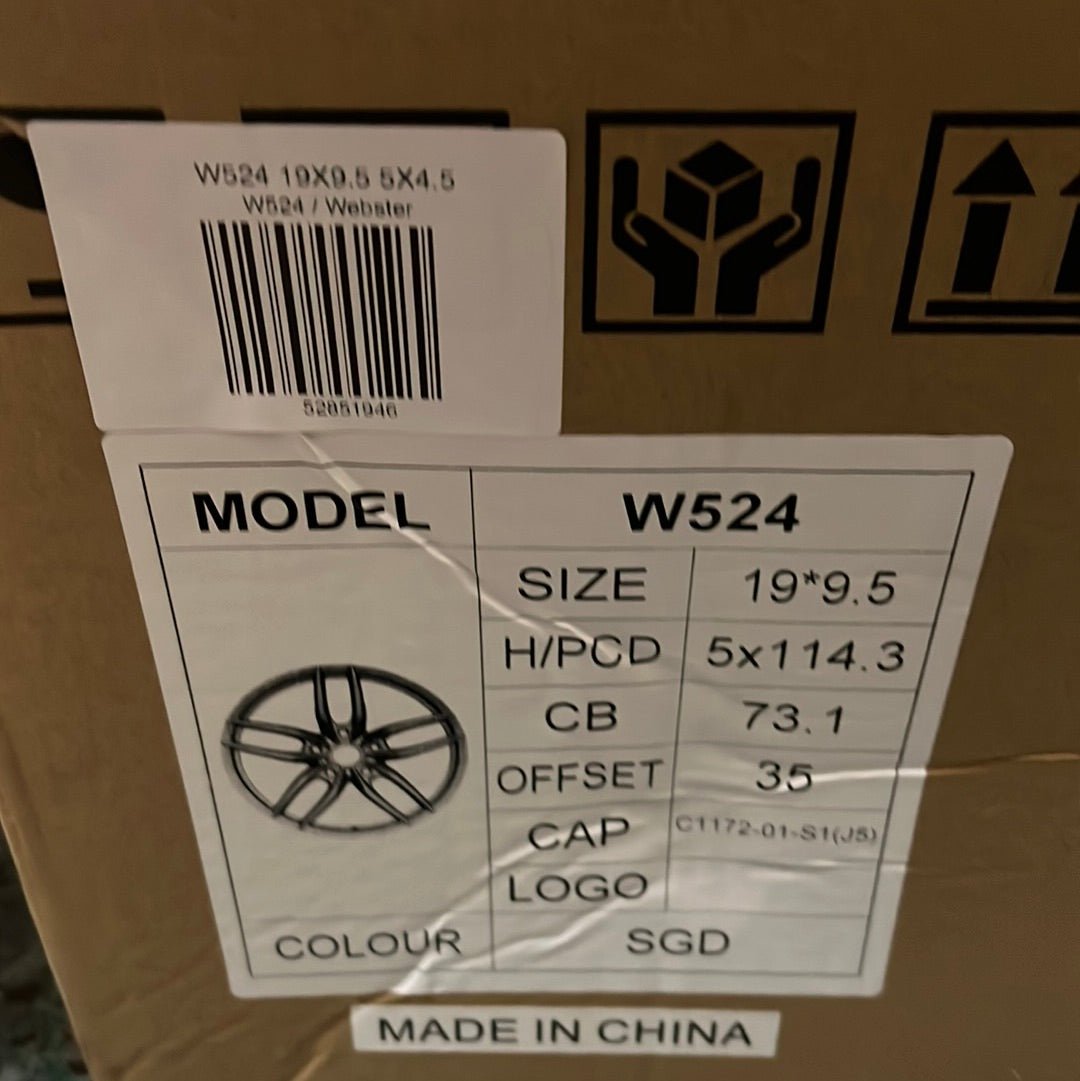 W524 19X9.5 5X4.5
W524 / Webster
52851946
MODEL W524
SIZE 19*9.5
H/PCD 5x114.3
CB 73.1
OFFSET 35
CAP C1172-01-S1(J5)
LOGO
COLOUR SGD
MADE IN CHINA